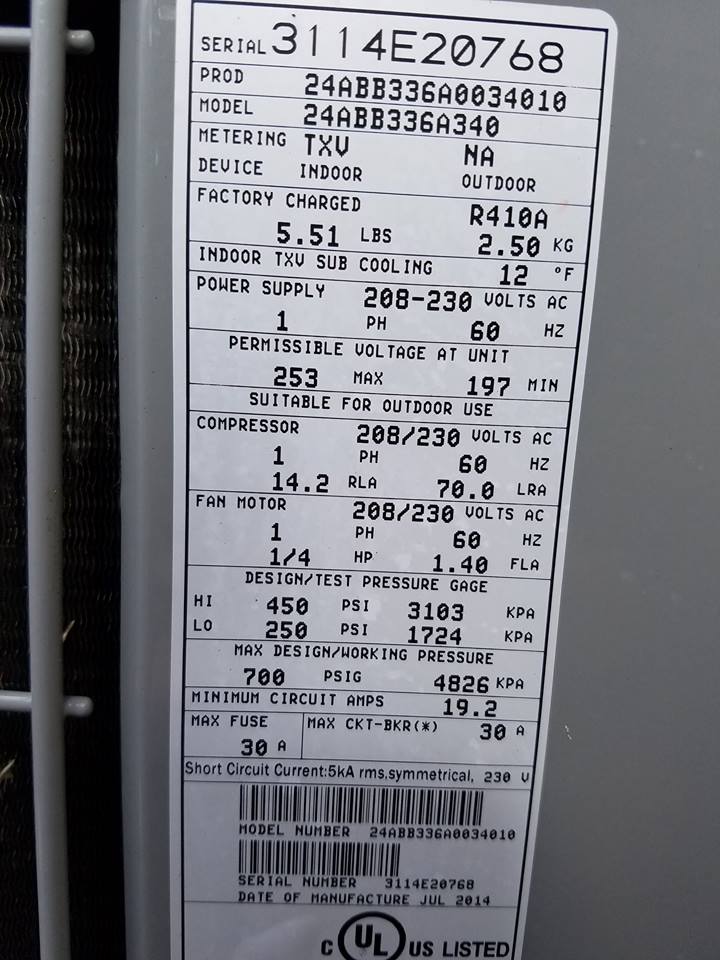 SERIAL 3114E20768
PROD 24ABB336A0034010
MODEL 24ABB336A340
METERING TXV NA
DEVICE INDOOR OUTDOOR
FACTORY CHARGED R410A
5.51 LBS 2.50 KG
INDOOR TXV SUB COOLING 12 °F
POWER SUPPLY 208-230 VOLTS AC
1 PH 60 HZ
PERMISSIBLE VOLTAGE AT UNIT
253 MAX 197 MIN
SUITABLE FOR OUTDOOR USE
COMPRESSOR 208/230 VOLTS AC
1 PH 60 HZ
14.2 RLA 70.0 LRA
FAN MOTOR 208/230 VOLTS AC
1 PH 60 HZ
1/4 HP 1.40 FLA
DESIGN/TEST PRESSURE GAGE
HI 450 PSI 3103 KPA
LO 250 PSI 1724 KPA
MAX DESIGN/WORKING PRESSURE
700 PSIG 4826 KPA
MINIMUM CIRCUIT AMPS 19.2
MAX FUSE MAX CKT-BKR(*) 30 A
30 A
Short Circuit Current:5kA rms,symmetrical, 230 V
MODEL NUMBER 24ABB336A0034010
SERIAL NUMBER 3114E20768
DATE OF MANUFACTURE JUL 2014
C UL US LISTED